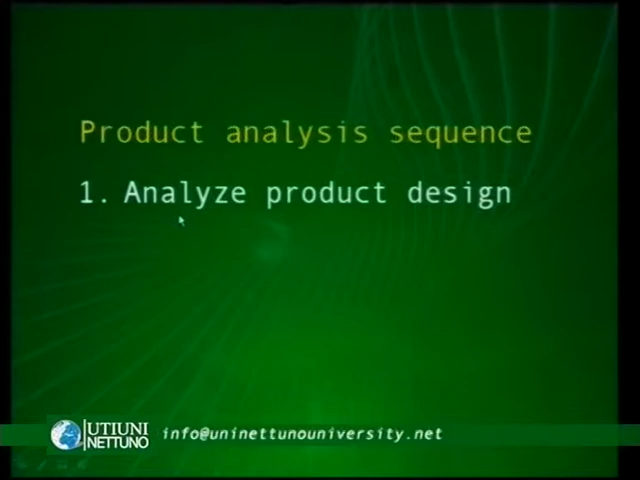 Product analysis sequence
1. Analyze product design
UTIUNI
NETTUNO
info@uninettunouniversity.net